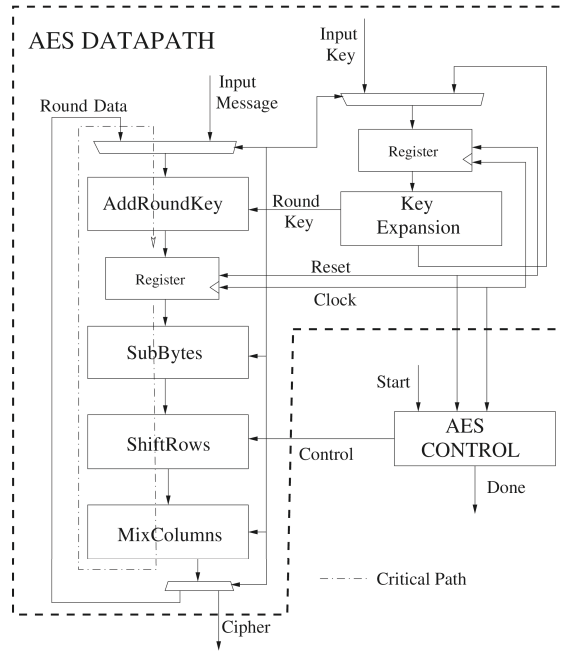 AES DATAPATH
Input
Key
Input
Message
Round Data
Register
AddRoundKey
Round
Key
Key
Expansion
Register
Reset
Clock
SubBytes
Start
ShiftRows
Control
AES
CONTROL
Done
MixColumns
Critical Path
Cipher